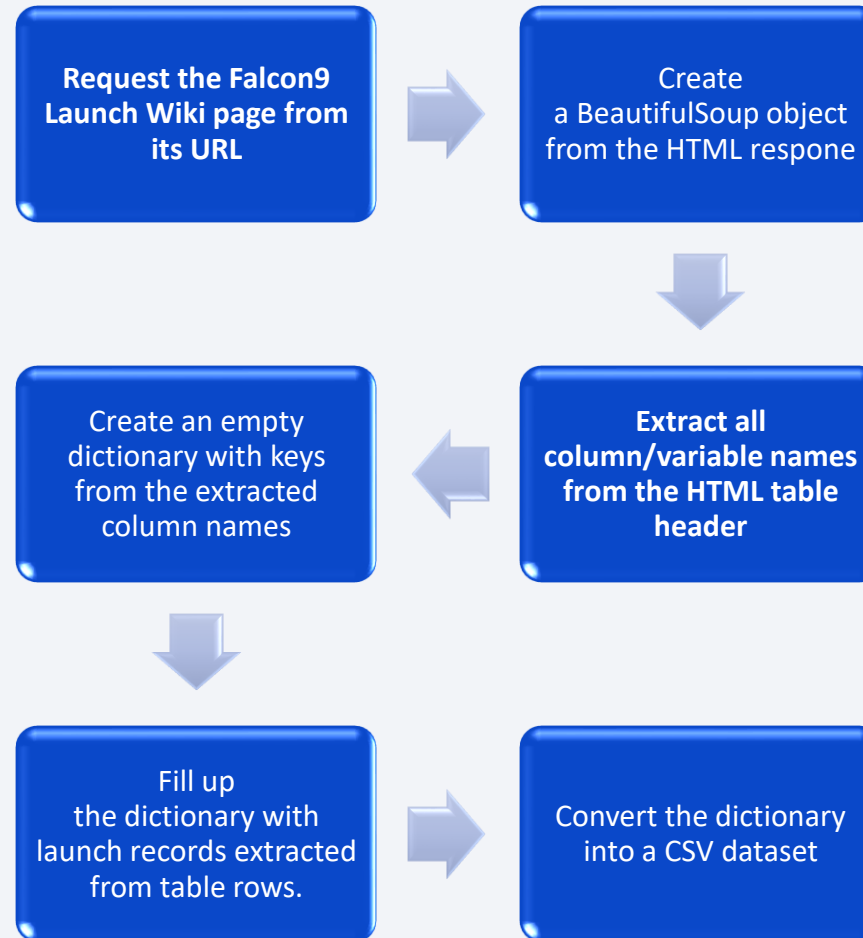 Request the Falcon9
Launch Wiki page from
its URL
Create
a BeautifulSoup object
from the HTML respone
Extract all
column/variable names
from the HTML table
header
Create an empty
dictionary with keys
from the extracted
column names
Fill up
the dictionary with
launch records extracted
from table rows.
Convert the dictionary
into a CSV dataset